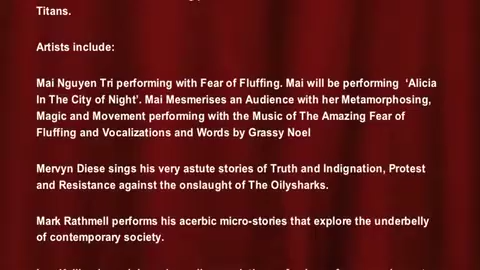 Titans.
Artists include:
Mai Nguyen Tri performing with Fear of Fluffing. Mai will be performing ‘Alicia
In The City of Night’. Mai Mesmerises an Audience with her Metamorphosing,
Magic and Movement performing with the Music of The Amazing Fear of
Fluffing and Vocalizations and Words by Grassy Noel
Mervyn Diese sings his very astute stories of Truth and Indignation, Protest
and Resistance against the onslaught of The Oilysharks.
Mark Rathmell performs his acerbic micro-stories that explore the underbelly
of contemporary society.